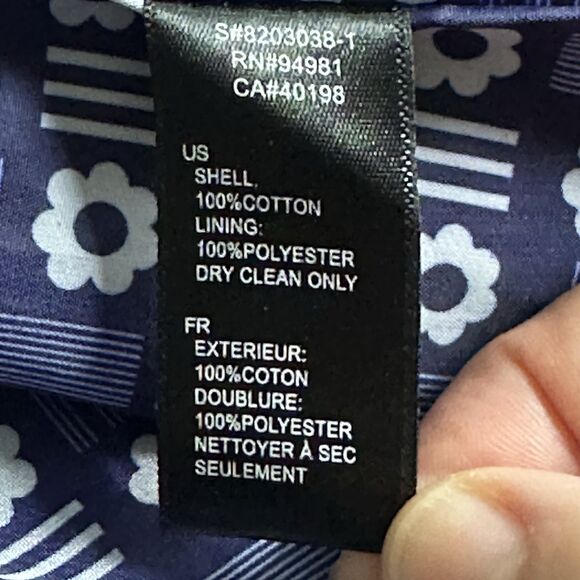 S#8203038-1
RN#94981
CA#40198
US
SHELL.
100%COTTON
LINING:
100%POLYESTER
DRY CLEAN ONLY
FR
EXTERIEUR:
100%COTON
DOUBLURE:
100%POLYESTER
NETTOYER À SEC
SEULEMENT